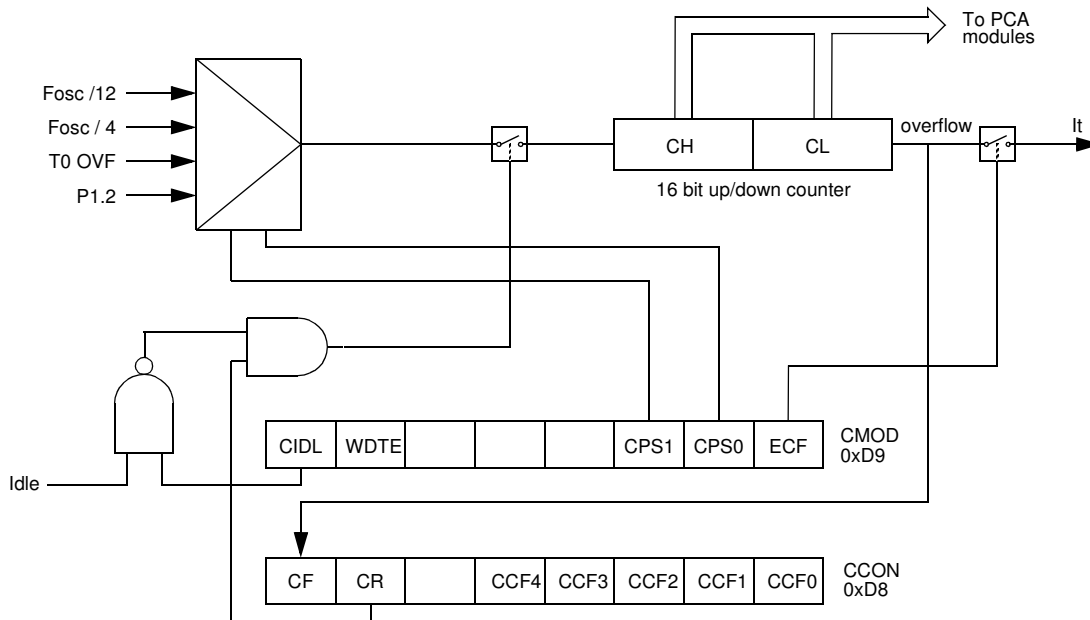 To PCA
modules
Fosc /12
Fosc / 4
T0 OVF
P1.2
CH
CL
overflow
It
16 bit up/down counter
CIDL
WDTE
CPS1
CPS0
ECF
CMOD
0xD9
Idle
CF
CR
CCF4
CCF3
CCF2
CCF1
CCF0
CCON
0xD8